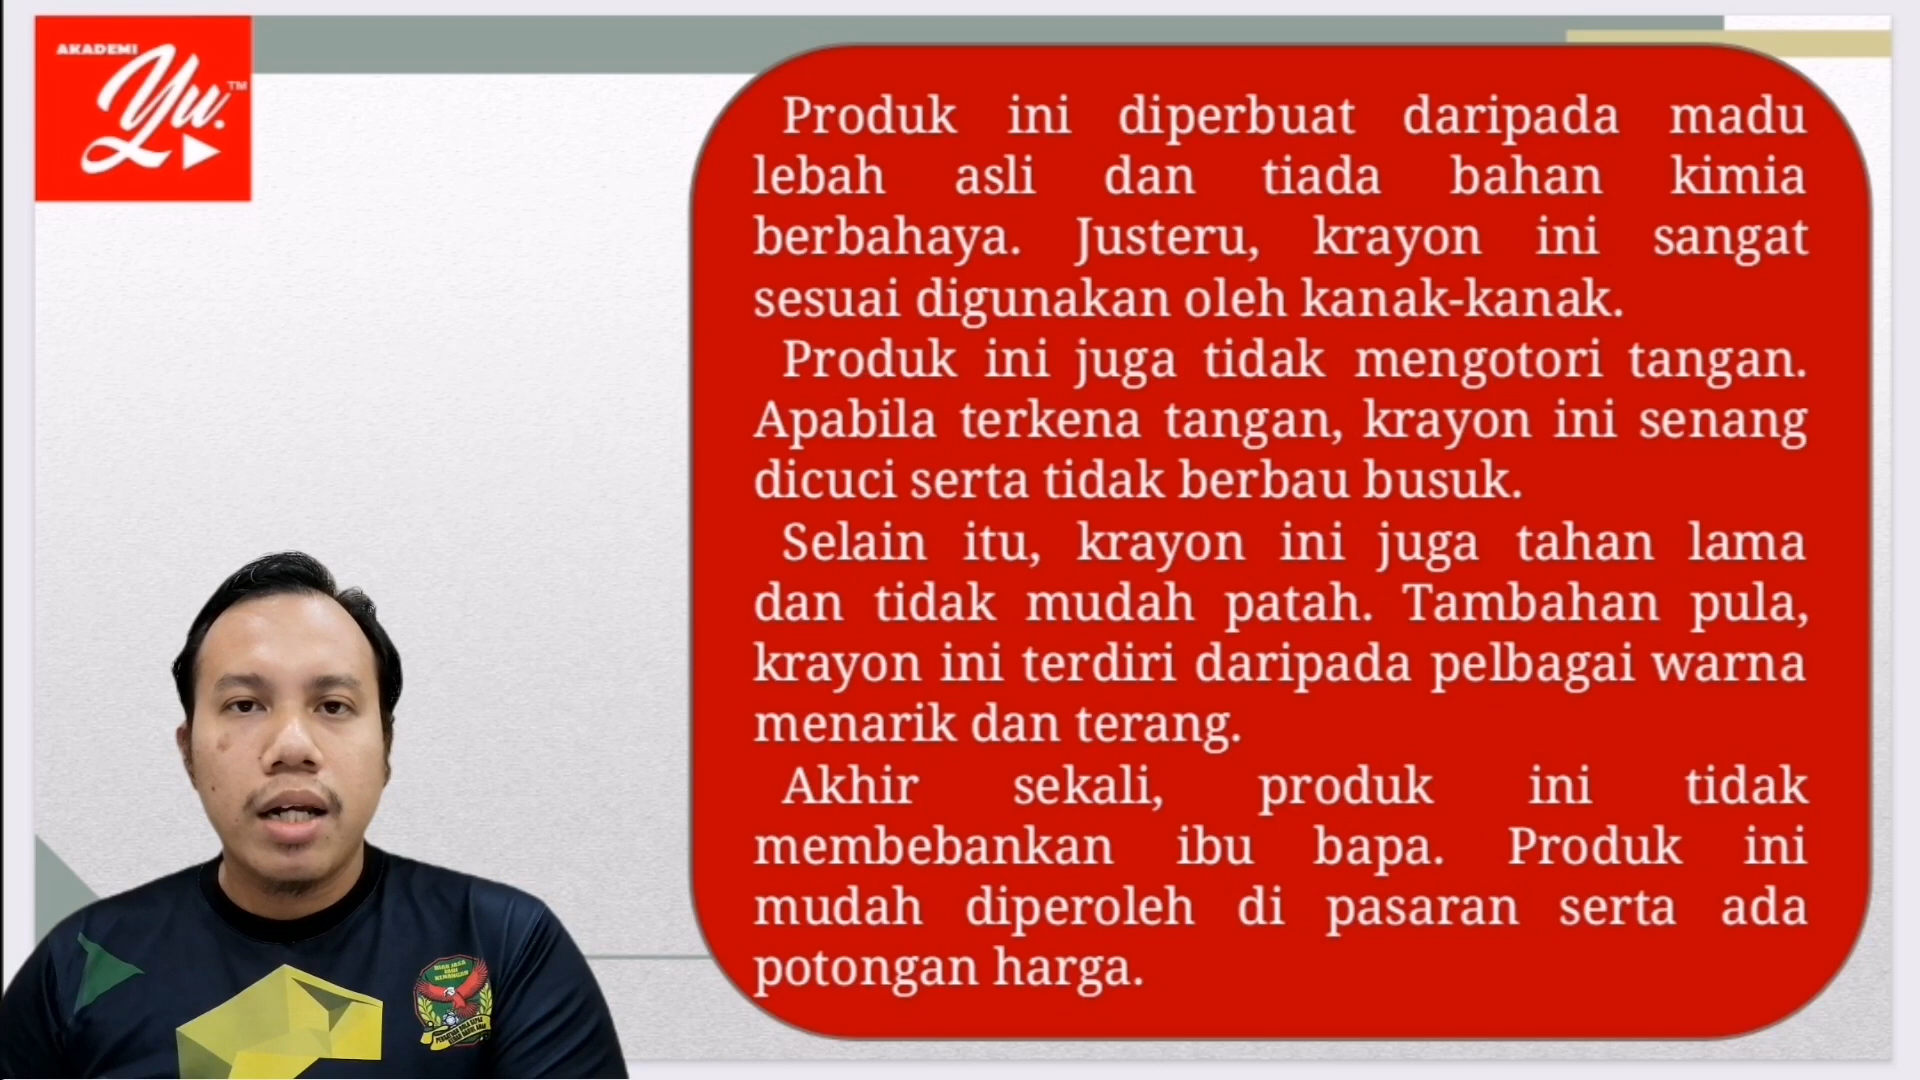 AKADEMI
Yu.™
Produk ini diperbuat daripada madu
lebah asli dan tiada bahan kimia
berbahaya. Justeru, krayon ini sangat
sesuai digunakan oleh kanak-kanak.
Produk ini juga tidak mengotori tangan.
Apabila terkena tangan, krayon ini senang
dicuci serta tidak berbau busuk.
Selain itu, krayon ini juga tahan lama
dan tidak mudah patah. Tambahan pula,
krayon ini terdiri daripada pelbagai warna
menarik dan terang.
Akhir sekali, produk ini tidak
membebankan ibu bapa. Produk ini
mudah diperoleh di pasaran serta ada
potongan harga.